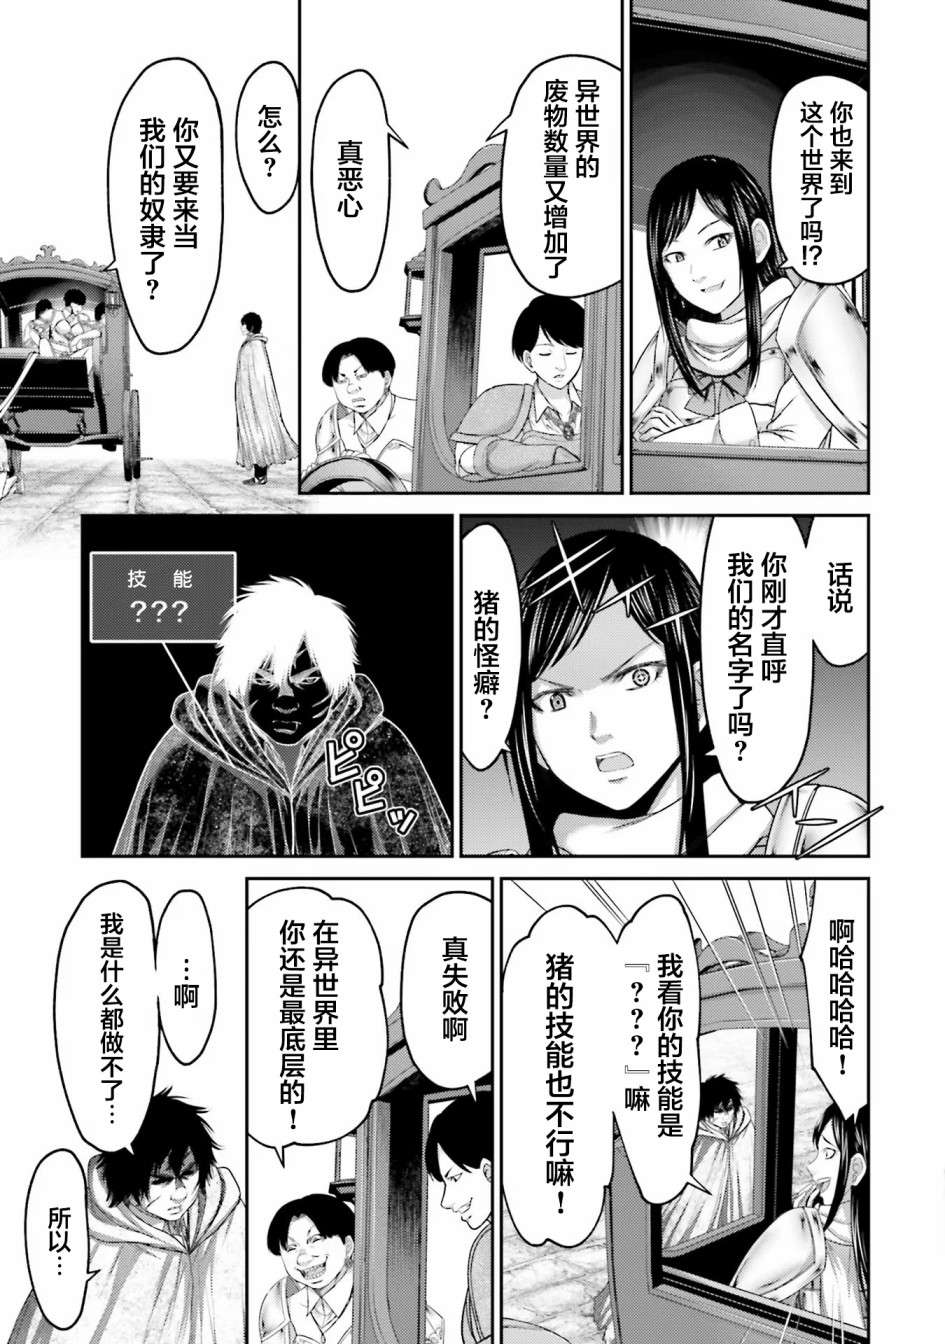 你也来到
这个世界了吗!?
异世界的
废物数量又增加了
真恶心
怎么?
你又要来当
我们的奴隶了?
话说
你刚才直呼
我们的名字了吗?
猪的怪癖?
技 能
???
ピピピッ
啊哈哈哈哈!
我看你的技能是
『???』嘛
猪的技能也不行嘛!
真失败啊
在异世界里
你还是最底层的!
…啊
我是什么都做不了…
所以…